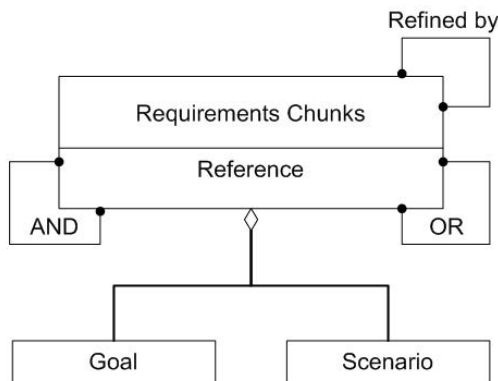 Refined by
Requirements Chunks
Reference
AND
OR
Goal
Scenario